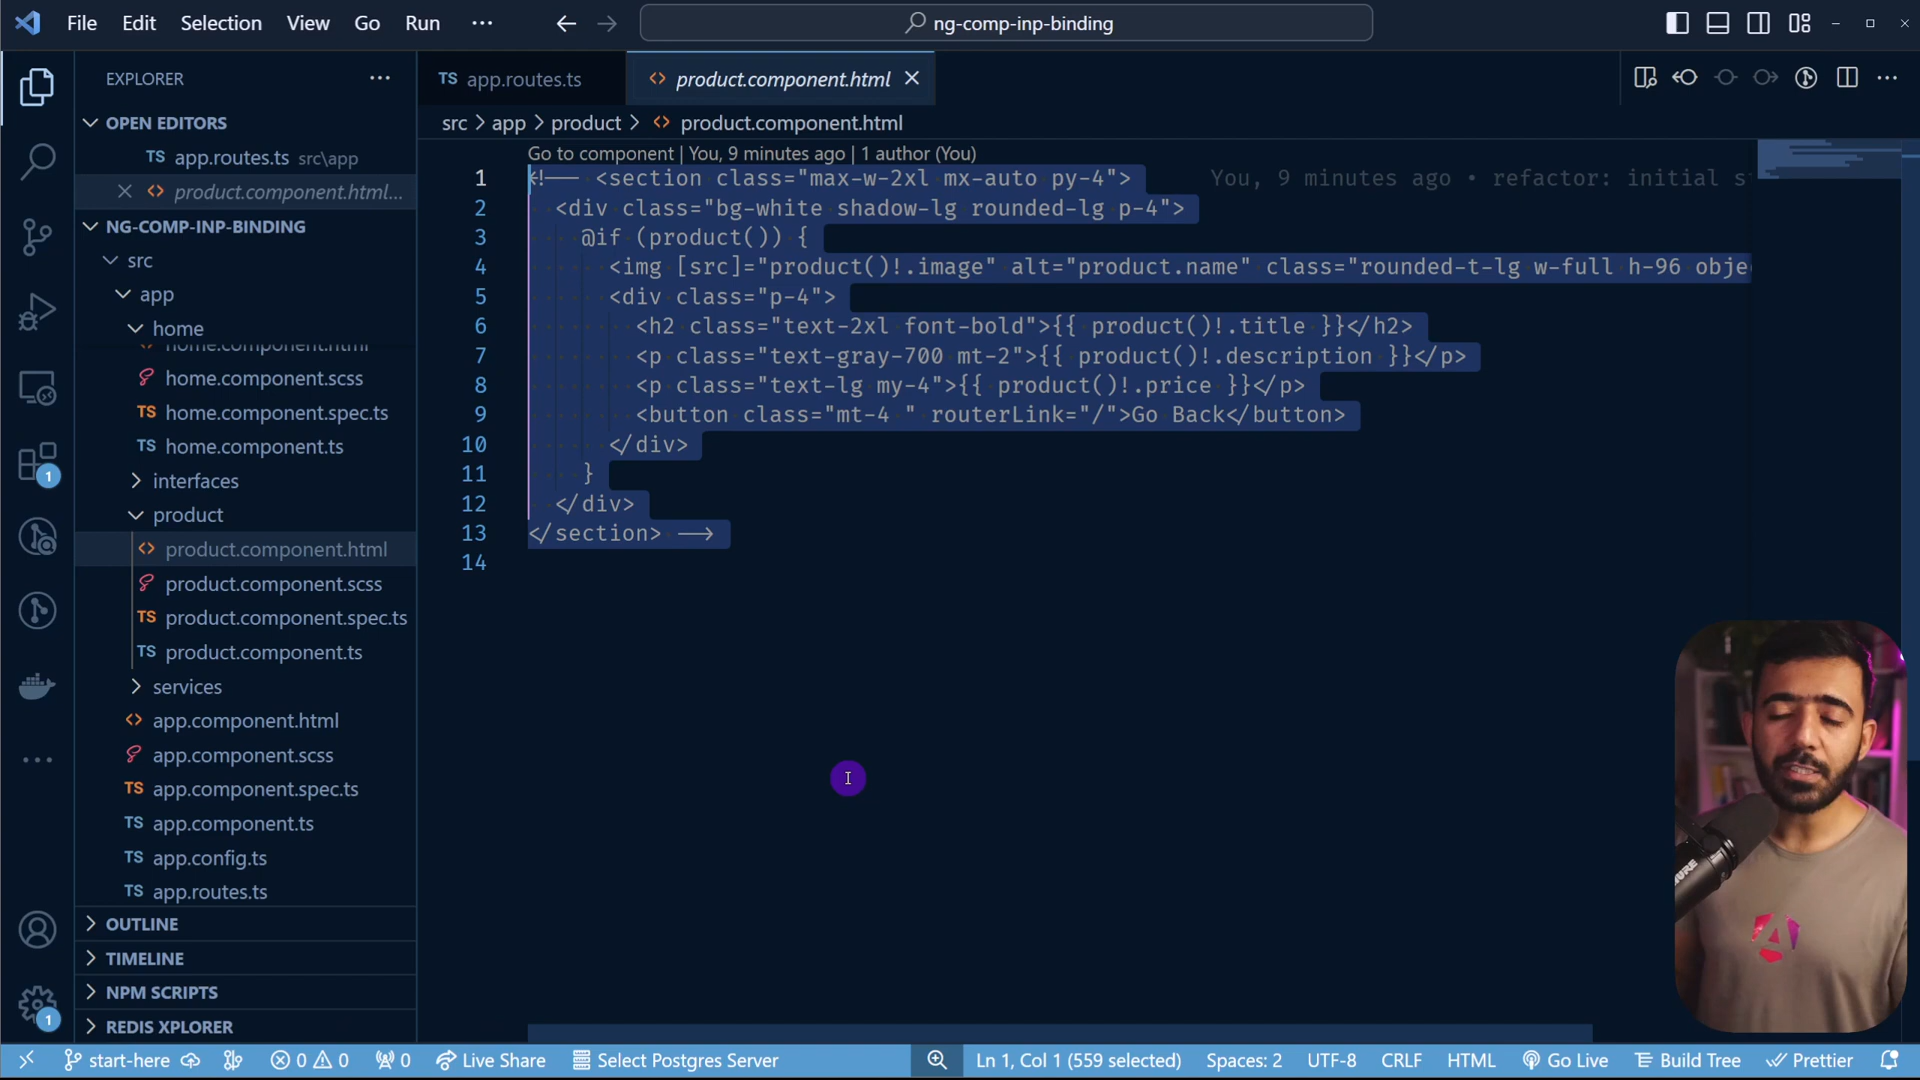 File Edit Selection View Go Run ···
ng-comp-inp-binding
EXPLORER
TS app.routes.ts
<> product.component.html
OPEN EDITORS
src > app > product > <> product.component.html
TS app.routes.ts src\app
<> product.component.html...
Go to component | You, 9 minutes ago | 1 author (You)
NG-COMP-INP-BINDING
src
app
home
home.component.html
home.component.scss
TS home.component.spec.ts
TS home.component.ts
interfaces
product
<> product.component.html
product.component.scss
TS product.component.spec.ts
TS product.component.ts
services
<> app.component.html
app.component.scss
TS app.component.spec.ts
TS app.component.ts
TS app.config.ts
TS app.routes.ts
OUTLINE
TIMELINE
NPM SCRIPTS
REDIS XPLORER
1 <!-- <section class="max-w-2xl mx-auto py-4"> You, 9 minutes ago • refactor: initial s
2 <div class="bg-white shadow-lg rounded-lg p-4">
3 @if (product()) {
4 <img [src]="product()!.image" alt="product.name" class="rounded-t-lg w-full h-96 obje
5 <div class="p-4">
6 <h2 class="text-2xl font-bold">{{ product()!.title }}</h2>
7 <p class="text-gray-700 mt-2">{{ product()!.description }}</p>
8 <p class="text-lg my-4">{{ product()!.price }}</p>
9 <button class="mt-4 " routerLink="/">Go Back</button>
10 </div>
11 }
12 </div>
13 </section> -->
14
1
1
SHURE
start-here 0 0 0 Live Share Select Postgres Server Ln 1, Col 1 (559 selected) Spaces: 2 UTF-8 CRLF HTML Go Live Build Tree Prettier